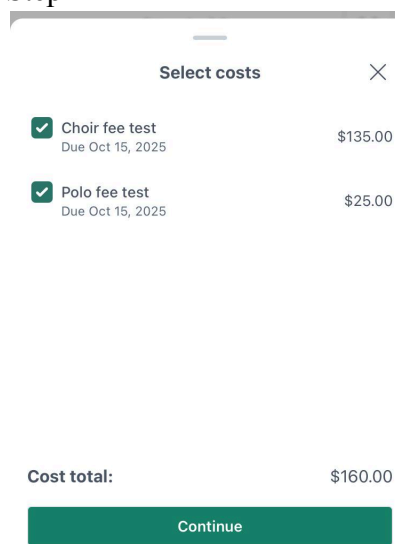 Select costs
Choir fee test
Due Oct 15, 2025
$135.00
Polo fee test
Due Oct 15, 2025
$25.00
Cost total: $160.00
Continue